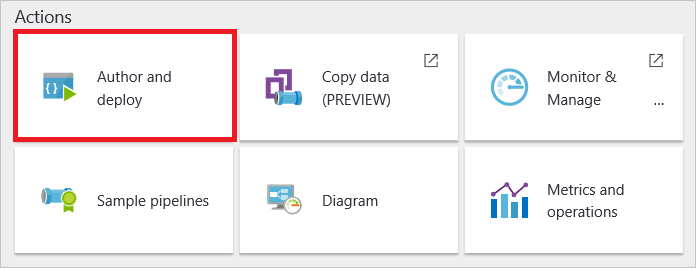 Actions
Author and
deploy
Copy data
(PREVIEW)
Monitor &
Manage ...
Sample pipelines
Diagram
Metrics and
operations